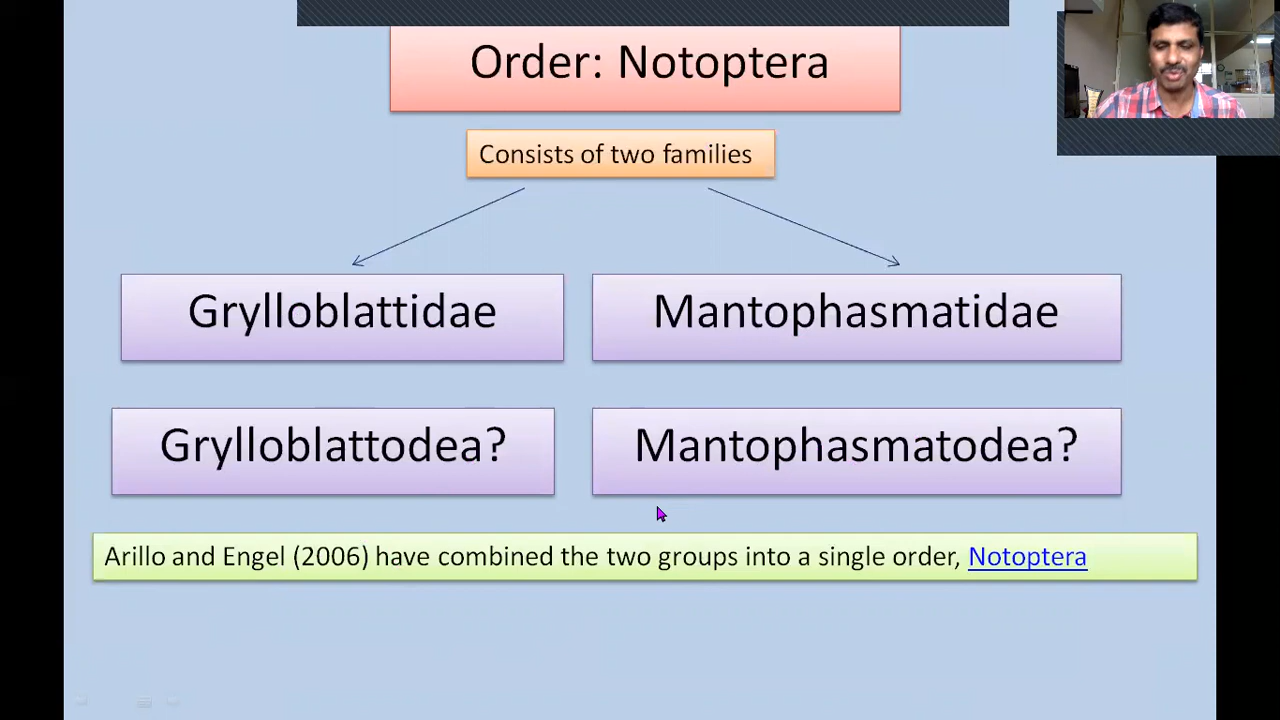 Order: Notoptera
Consists of two families
Grylloblattidae
Mantophasmatidae
Grylloblattodea?
Mantophasmatodea?
Arillo and Engel (2006) have combined the two groups into a single order, Notoptera